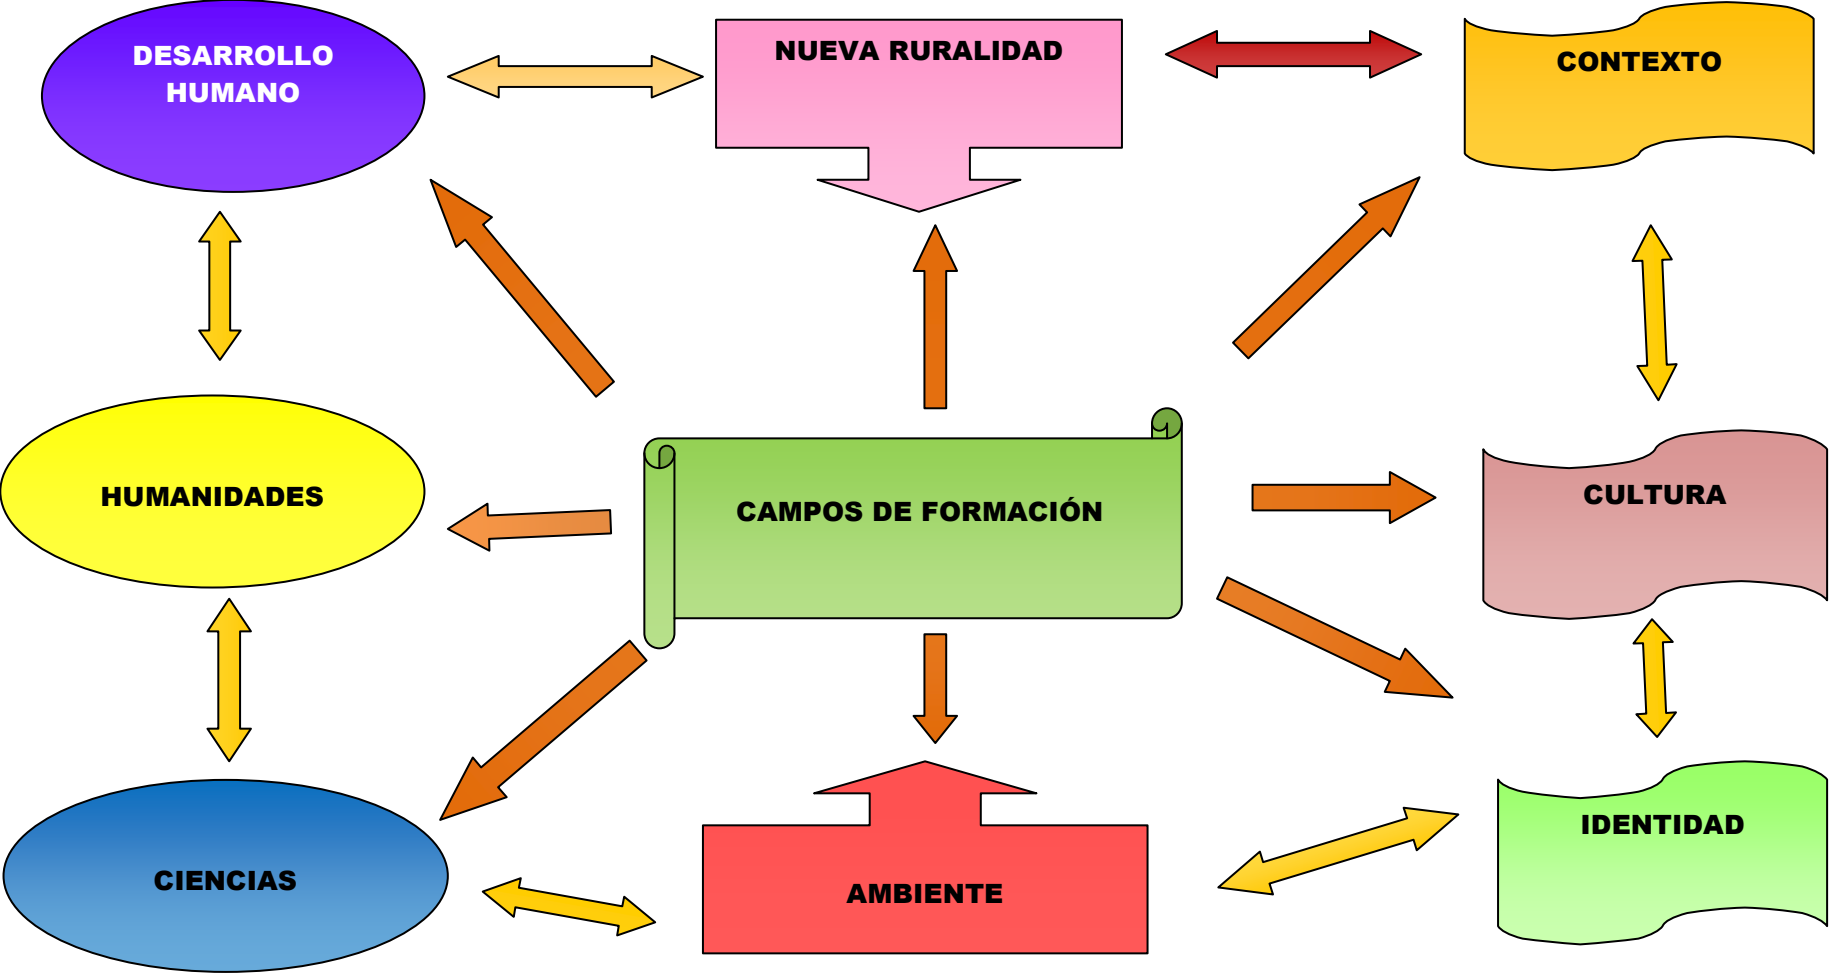 DESARROLLO
HUMANO
NUEVA RURALIDAD
CONTEXTO
HUMANIDADES
CAMPOS DE FORMACIÓN
CULTURA
CIENCIAS
AMBIENTE
IDENTIDAD